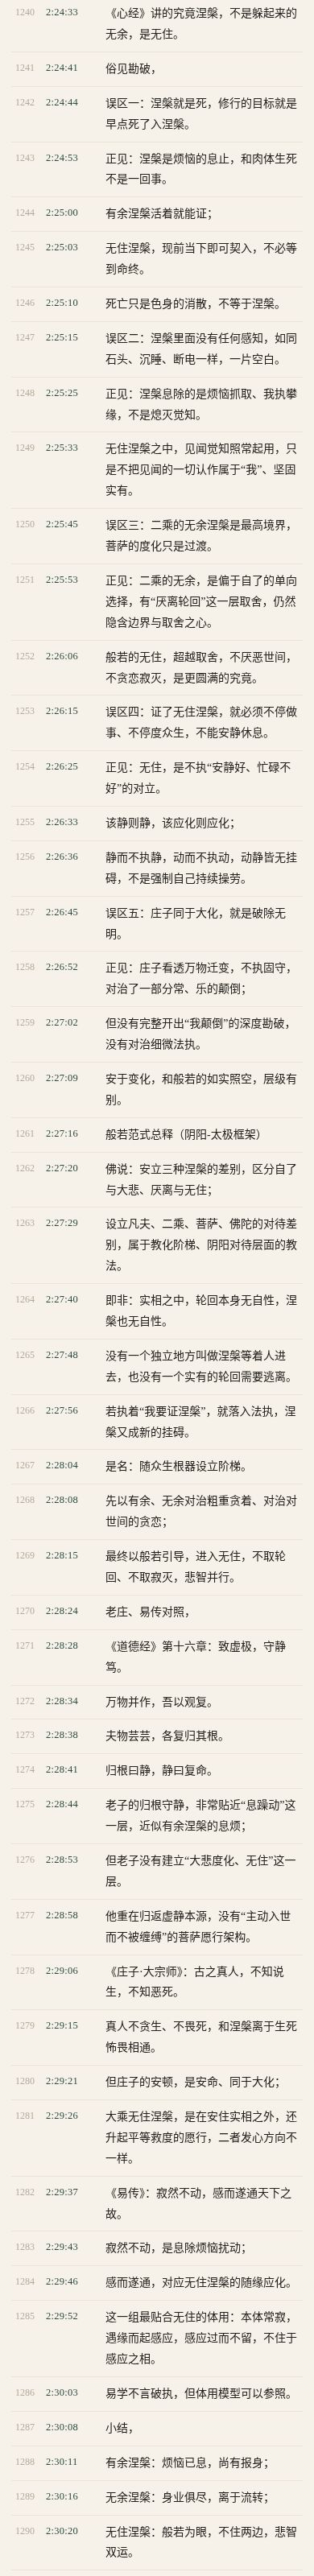 1240 2:24:33 《心经》讲的究竟涅槃，不是躲起来的
无余，是无住。
1241 2:24:41 俗见勘破，
1242 2:24:44 误区一：涅槃就是死，修行的目标就是
早点死了入涅槃。
1243 2:24:53 正见：涅槃是烦恼的息止，和肉体生死
不是一回事。
1244 2:25:00 有余涅槃活着就能证；
1245 2:25:03 无住涅槃，现前当下即可契入，不必等
到命终。
1246 2:25:10 死亡只是色身的消散，不等于涅槃。
1247 2:25:15 误区二：涅槃里面没有任何感知，如同
石头、沉睡、断电一样，一片空白。
1248 2:25:25 正见：涅槃息除的是烦恼抓取、我执攀
缘，不是熄灭觉知。
1249 2:25:33 无住涅槃之中，见闻觉知照常起用，只
是不把见闻的一切认作属于“我”、坚固
实有。
1250 2:25:45 误区三：二乘的无余涅槃是最高境界，
菩萨的度化只是过渡。
1251 2:25:53 正见：二乘的无余，是偏于自了的单向
选择，有“厌离轮回”这一层取舍，仍然
隐含边界与取舍之心。
1252 2:26:06 般若的无住，超越取舍，不厌恶世间，
不贪恋寂灭，是更圆满的究竟。
1253 2:26:15 误区四：证了无住涅槃，就必须不停做
事、不停度众生，不能安静休息。
1254 2:26:25 正见：无住，是不执“安静好、忙碌不
好”的对立。
1255 2:26:33 该静则静，该应化则应化；
1256 2:26:36 静而不执静，动而不执动，动静皆无挂
碍，不是强制自己持续操劳。
1257 2:26:45 误区五：庄子同于大化，就是破除无
明。
1258 2:26:52 正见：庄子看透万物迁变，不执固守，
对治了一部分常、乐的颠倒；
1259 2:27:02 但没有完整开出“我颠倒”的深度勘破，
没有对治细微法执。
1260 2:27:09 安于变化，和般若的如实照空，层级有
别。
1261 2:27:16 般若范式总释（阴阳-太极框架）
1262 2:27:20 佛说：安立三种涅槃的差别，区分自了
与大悲、厌离与无住；
1263 2:27:29 设立凡夫、二乘、菩萨、佛陀的对待差
别，属于教化阶梯、阴阳对待层面的教
法。
1264 2:27:40 即非：实相之中，轮回本身无自性，涅
槃也无自性。
1265 2:27:48 没有一个独立地方叫做涅槃等着人进
去，也没有一个实有的轮回需要逃离。
1266 2:27:56 若执着“我要证涅槃”，就落入法执，涅
槃又成新的挂碍。
1267 2:28:04 是名：随众生根器设立阶梯。
1268 2:28:08 先以有余、无余对治粗重贪着、对治对
世间的贪恋；
1269 2:28:15 最终以般若引导，进入无住，不取轮
回、不取寂灭，悲智并行。
1270 2:28:24 老庄、易传对照，
1271 2:28:28 《道德经》第十六章：致虚极，守静
笃。
1272 2:28:34 万物并作，吾以观复。
1273 2:28:38 夫物芸芸，各复归其根。
1274 2:28:41 归根曰静，静曰复命。
1275 2:28:44 老子的归根守静，非常贴近“息躁动”这
一层，近似有余涅槃的息烦；
1276 2:28:53 但老子没有建立“大悲度化、无住”这一
层。
1277 2:28:58 他重在归返虚静本源，没有“主动入世
而不被缠缚”的菩萨愿行架构。
1278 2:29:06 《庄子·大宗师》：古之真人，不知说
生，不知恶死。
1279 2:29:15 真人不贪生、不畏死，和涅槃离于生死
怖畏相通。
1280 2:29:21 但庄子的安顿，是安命、同于大化；
1281 2:29:26 大乘无住涅槃，是在安住实相之外，还
升起平等救度的愿行，二者发心方向不
一样。
1282 2:29:37 《易传》：寂然不动，感而遂通天下之
故。
1283 2:29:43 寂然不动，是息除烦恼扰动；
1284 2:29:46 感而遂通，对应无住涅槃的随缘应化。
1285 2:29:52 这一组最贴合无住的体用：本体常寂，
遇缘而起感应，感应过而不留，不住于
感应之相。
1286 2:30:03 易学不言破执，但体用模型可以参照。
1287 2:30:08 小结，
1288 2:30:11 有余涅槃：烦恼已息，尚有报身；
1289 2:30:16 无余涅槃：身业俱尽，离于流转；
1290 2:30:20 无住涅槃：般若为眼，不住两边，悲智
双运。